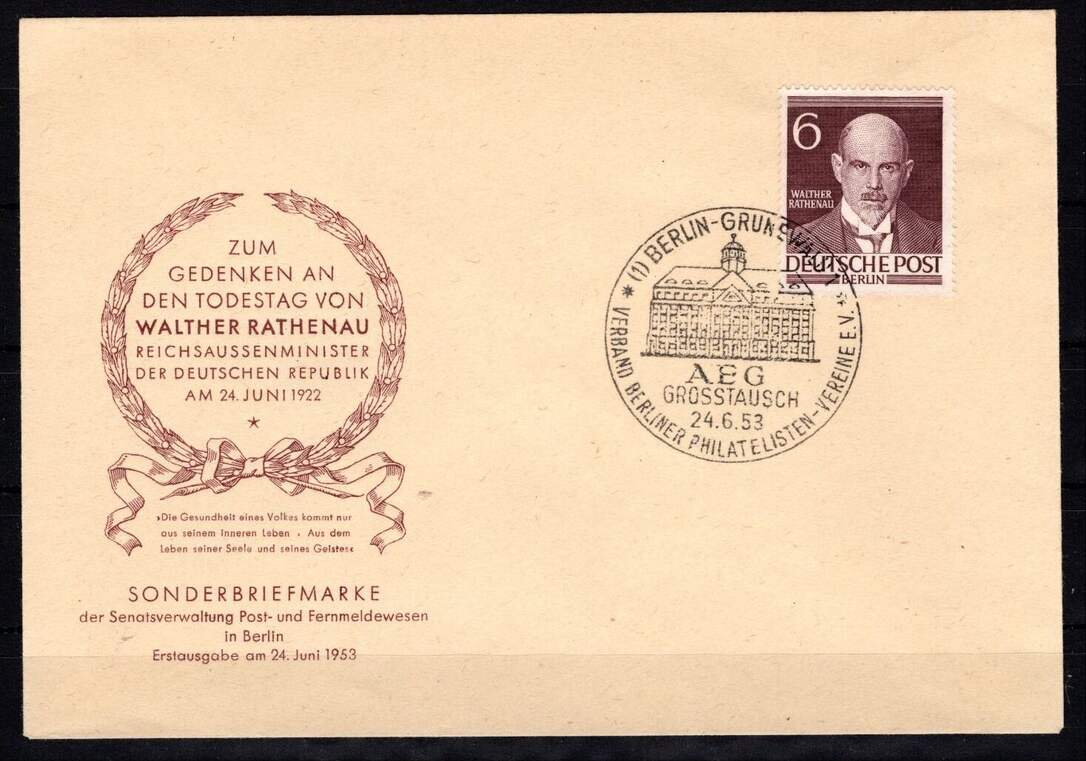 ZUM
GEDENKEN AN
DEN TODESTAG VON
WALTHER RATHENAU
REICHSAUSSENMINISTER
DER DEUTSCHEN REPUBLIK
AM 24. JUNI 1922
»Die Gesundheit eines Volkes kommt nur
aus seinem inneren Leben . Aus dem
Leben seiner Seele und seines Geistes«
SONDERBRIEFMARKE
der Senatsverwaltung Post- und Fernmeldewesen
in Berlin
Erstausgabe am 24. Juni 1953
6
WALTHER
RATHENAU
DEUTSCHE POST
BERLIN
(1) BERLIN-GRUNEWALD 1
AEG
GROSSTAUSCH
24.6.53
VERBAND BERLINER PHILATELISTEN-VEREINE E.V.